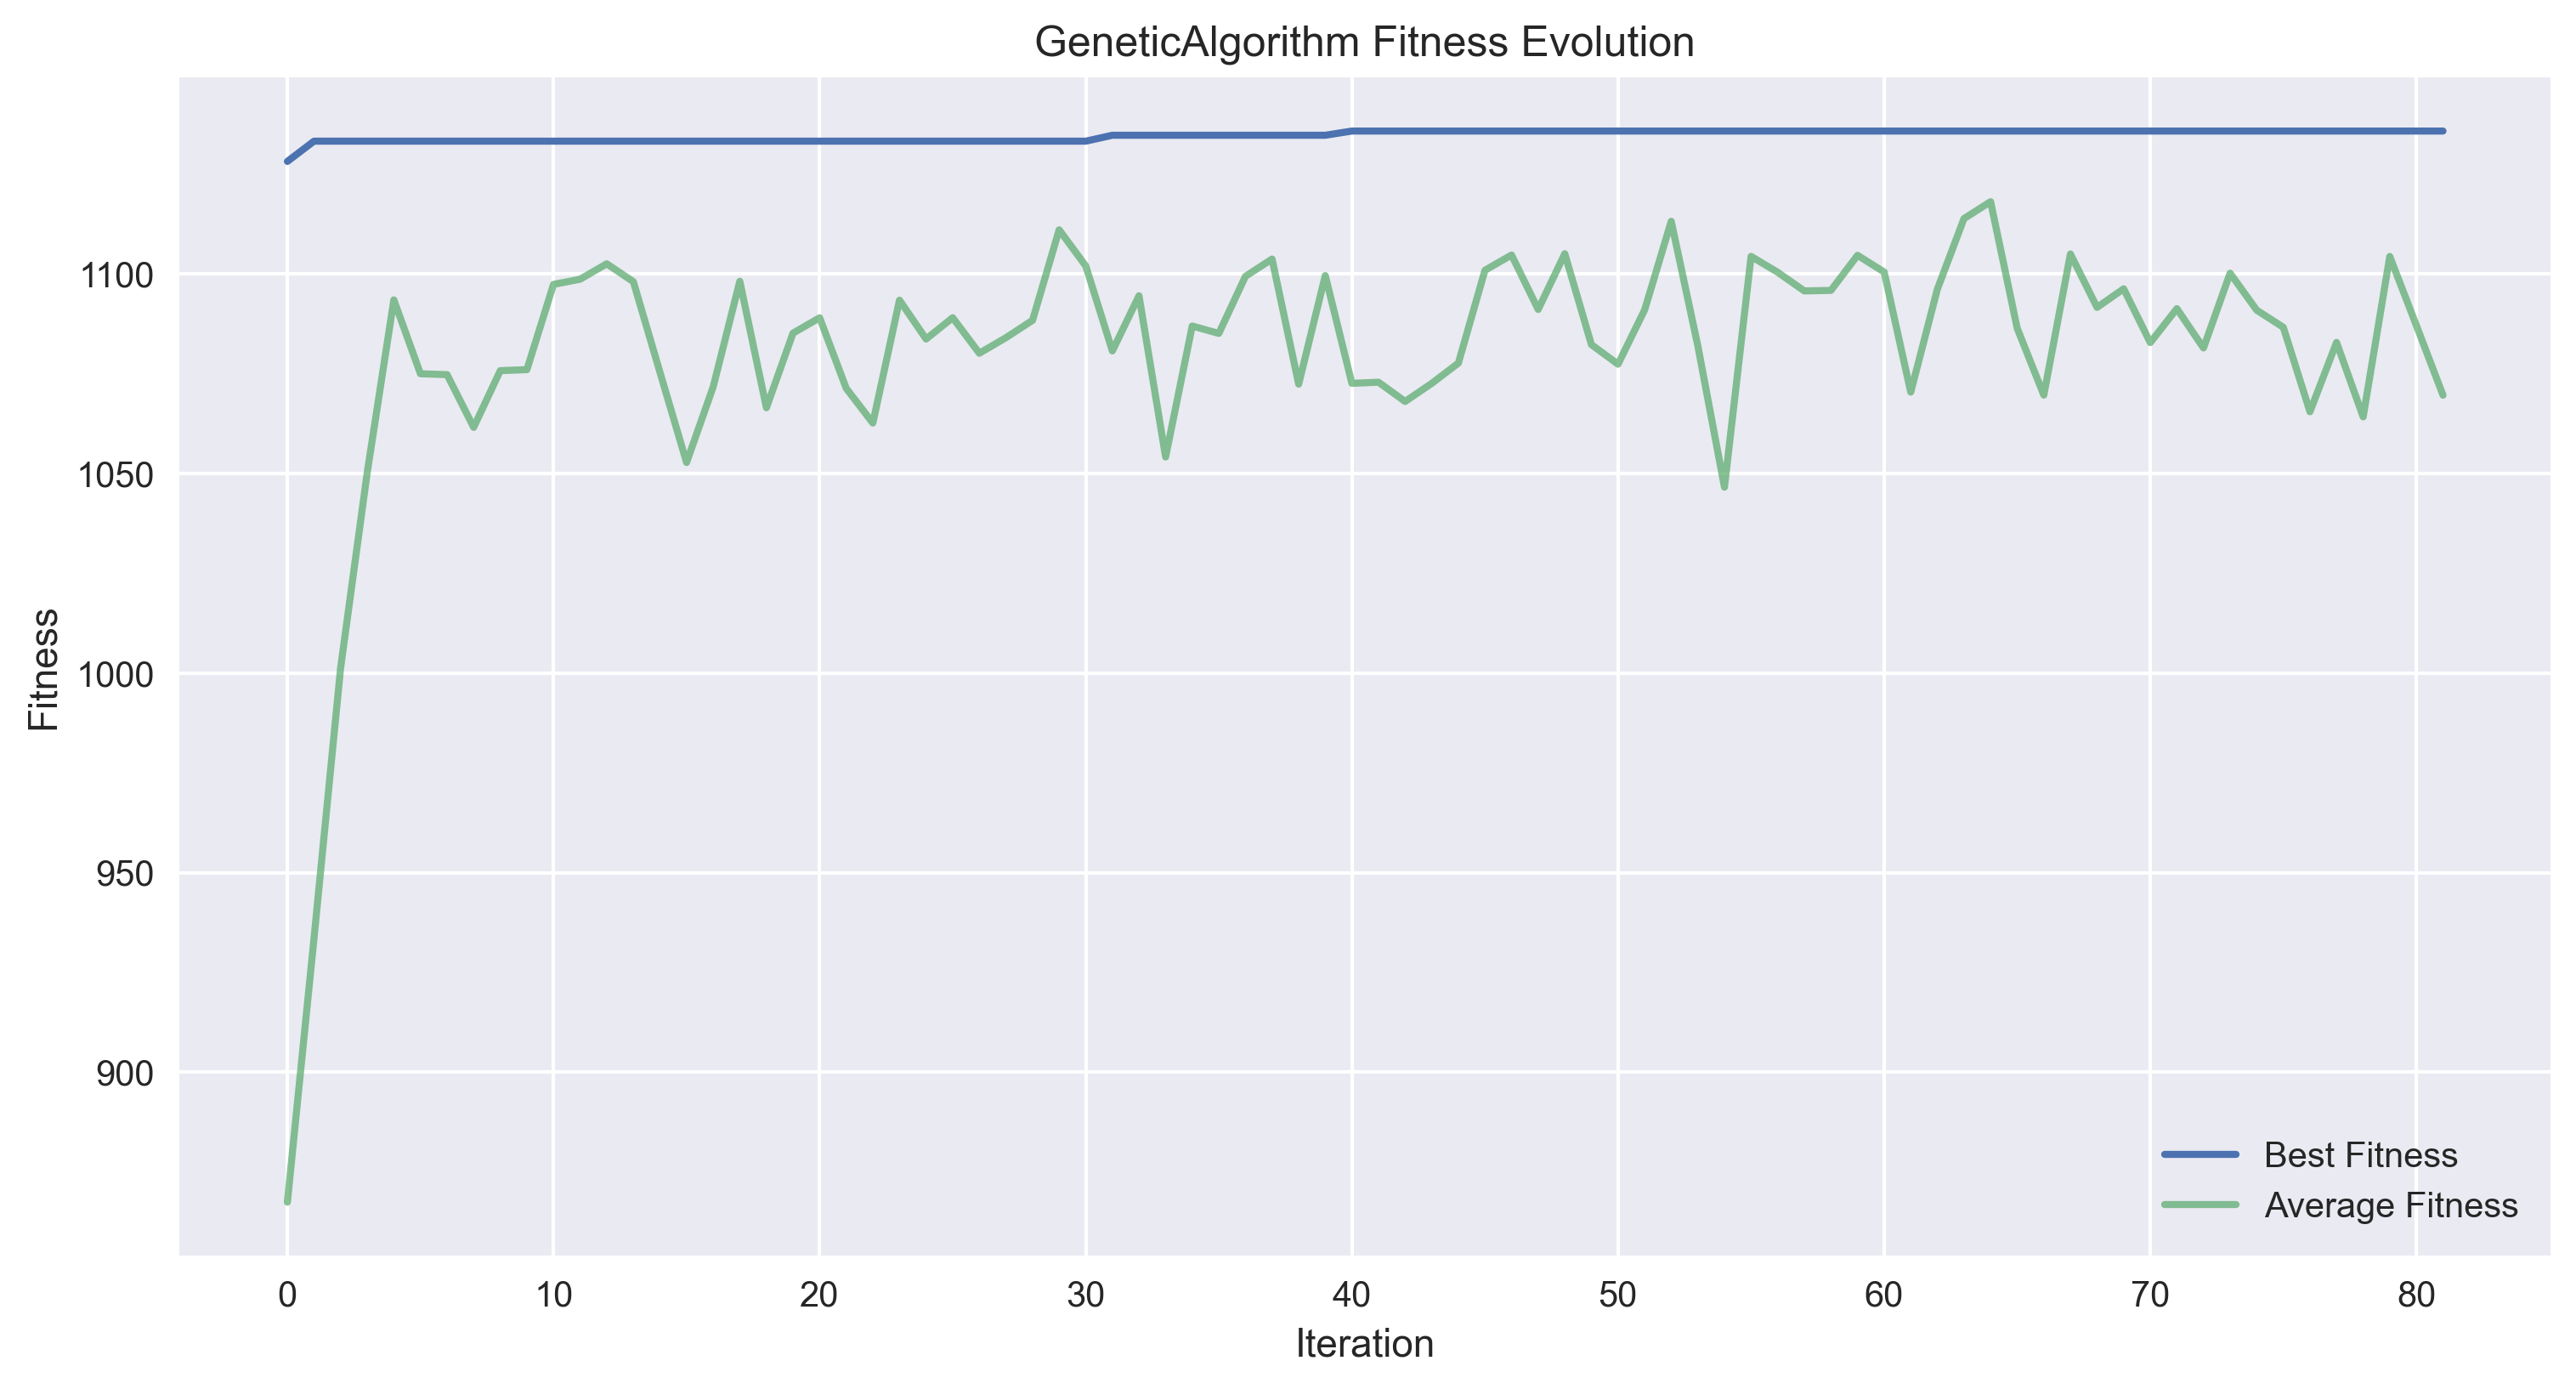 GeneticAlgorithm Fitness Evolution
Fitness
1100
1050
1000
950
900
0 10 20 30 40 50 60 70 80
Iteration
Best Fitness
Average Fitness